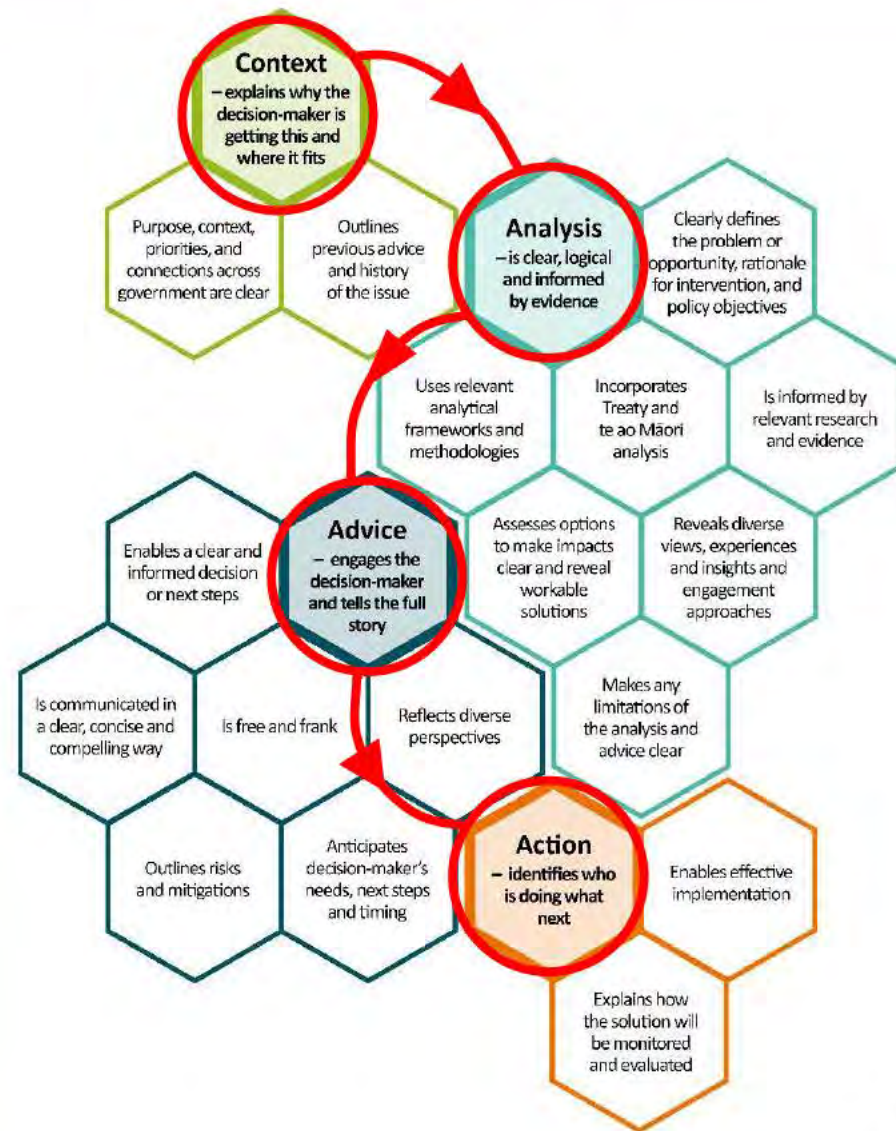 Context
– explains why the
decision-maker is
getting this and
where it fits
Purpose, context,
priorities, and
connections across
government are clear
Outlines
previous advice
and history
of the issue
Analysis
– is clear, logical
and informed
by evidence
Clearly defines
the problem or
opportunity, rationale
for intervention, and
policy objectives
Uses relevant
analytical
frameworks and
methodologies
Incorporates
Treaty and
te ao Māori
analysis
Is informed by
relevant research
and evidence
Assesses options
to make impacts
clear and reveal
workable
solutions
Reveals diverse
views, experiences
and insights and
engagement
approaches
Makes any
limitations of
the analysis and
advice clear
Advice
– engages the
decision-maker
and tells the full
story
Enables a clear and
informed decision
or next steps
Is communicated in
a clear, concise and
compelling way
Is free and frank
Reflects diverse
perspectives
Outlines risks
and mitigations
Anticipates
decision-maker's
needs, next steps
and timing
Action
– identifies who
is doing what
next
Enables effective
implementation
Explains how
the solution will
be monitored
and evaluated